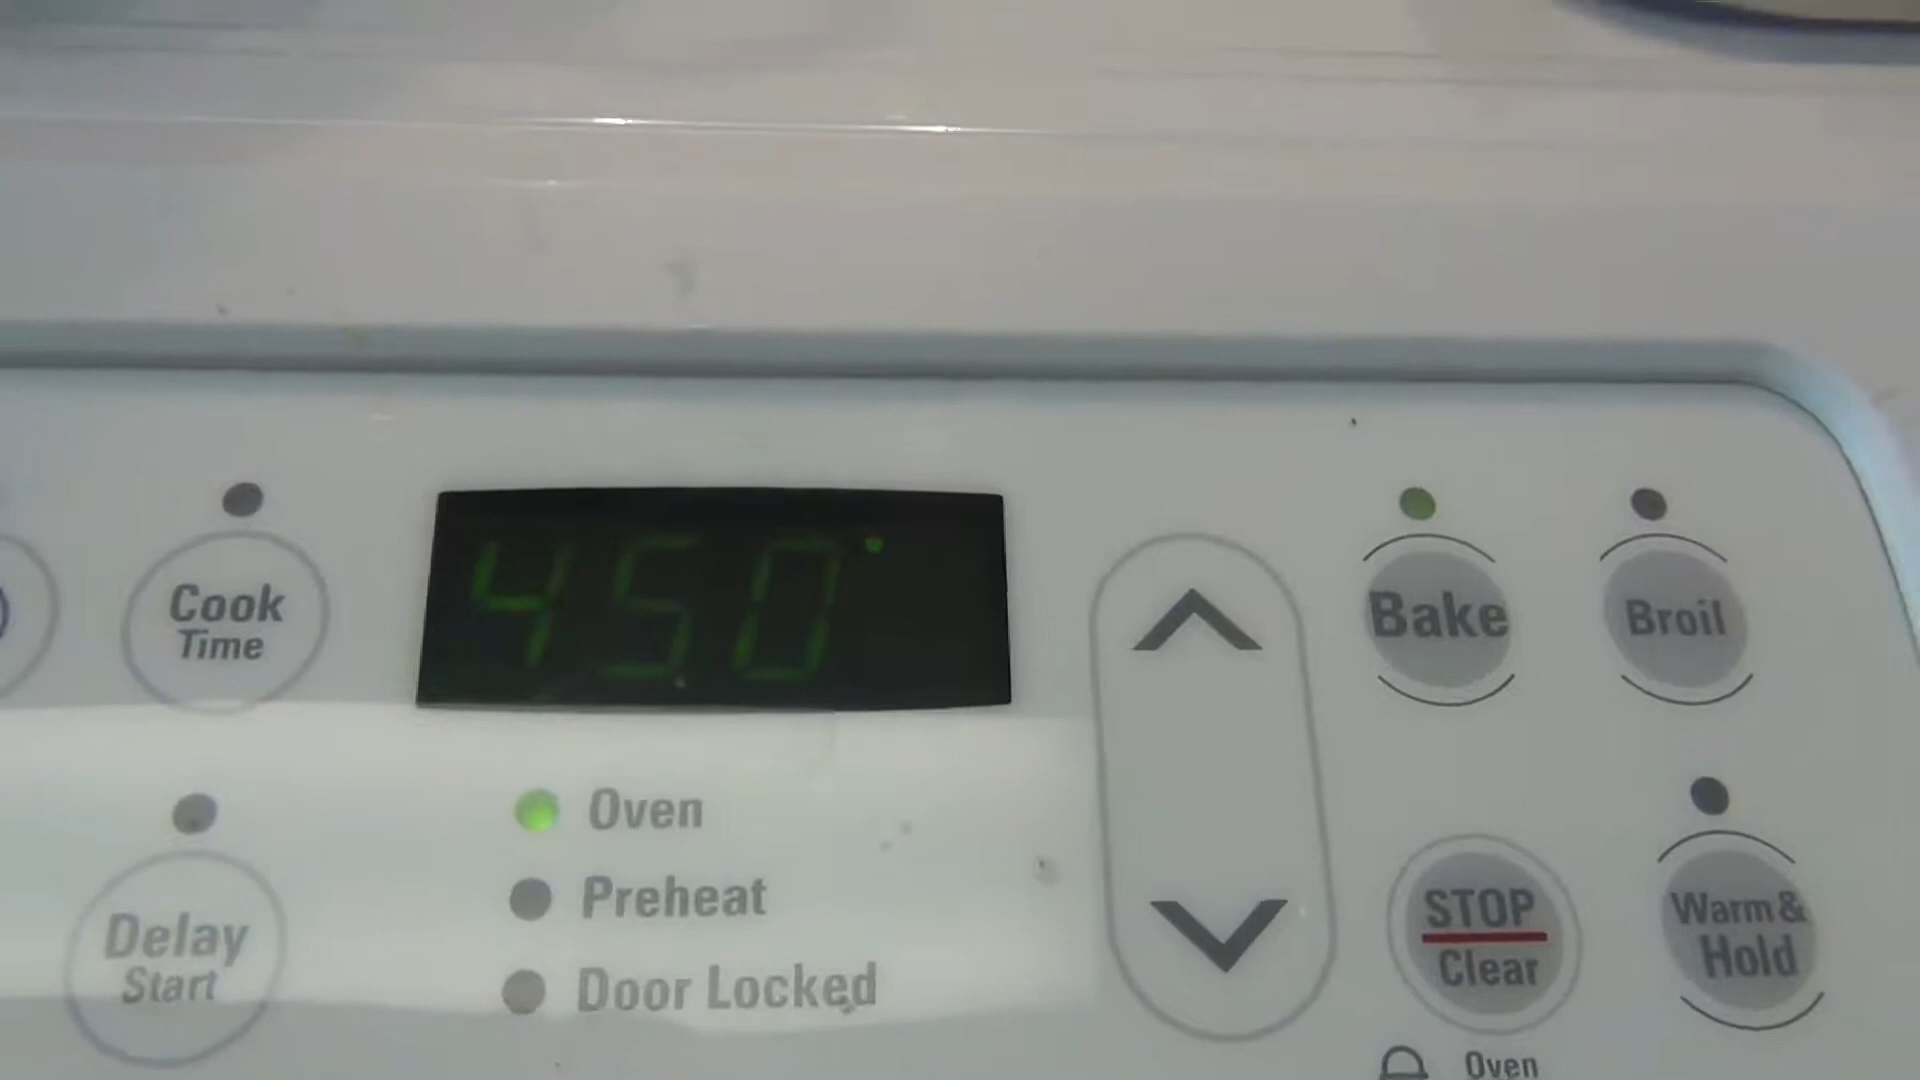 Cook
Time
450°
Bake
Broil
Delay
Start
Oven
Preheat
Door Locked
STOP
Clear
Warm &
Hold
Oven